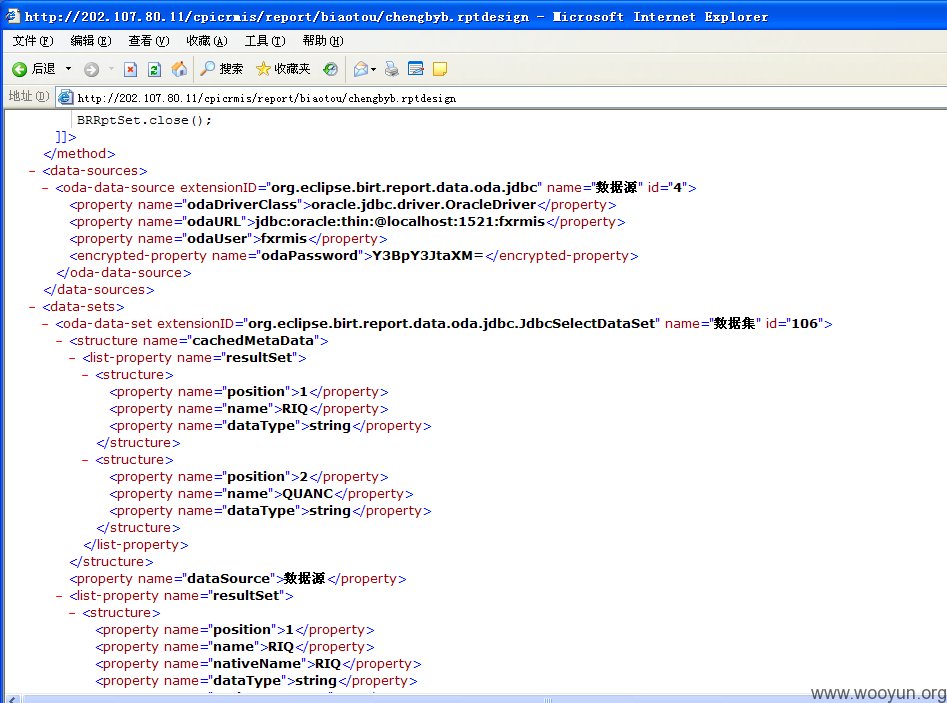 http://202.107.80.11/cpicrmis/report/biaotou/chengbyb.rptdesign - Microsoft Internet Explorer
文件(F) 编辑(E) 查看(V) 收藏(A) 工具(T) 帮助(H)
后退 搜索 收藏夹
地址(D) http://202.107.80.11/cpicrmis/report/biaotou/chengbyb.rptdesign
BRRptSet.close();
]]>
</method>
- <data-sources>
- <oda-data-source extensionID="org.eclipse.birt.report.data.oda.jdbc" name="数据源" id="4">
<property name="odaDriverClass">oracle.jdbc.driver.OracleDriver</property>
<property name="odaURL">jdbc:oracle:thin:@localhost:1521:fxrmis</property>
<property name="odaUser">fxrmis</property>
<encrypted-property name="odaPassword">Y3BpY3JtaXM=</encrypted-property>
</oda-data-source>
</data-sources>
- <data-sets>
- <oda-data-set extensionID="org.eclipse.birt.report.data.oda.jdbc.JdbcSelectDataSet" name="数据集" id="106">
- <structure name="cachedMetaData">
- <list-property name="resultSet">
- <structure>
<property name="position">1</property>
<property name="name">RIQ</property>
<property name="dataType">string</property>
</structure>
- <structure>
<property name="position">2</property>
<property name="name">QUANC</property>
<property name="dataType">string</property>
</structure>
</list-property>
</structure>
<property name="dataSource">数据源</property>
- <list-property name="resultSet">
- <structure>
<property name="position">1</property>
<property name="name">RIQ</property>
<property name="nativeName">RIQ</property>
<property name="dataType">string</property>
www.wooyun.org